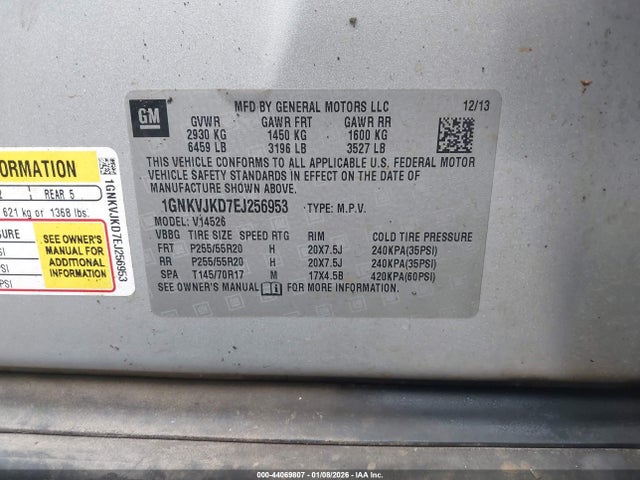 GM
MFD BY GENERAL MOTORS LLC 12/13
GVWR GAWR FRT GAWR RR
2930 KG 1450 KG 1600 KG
6459 LB 3196 LB 3527 LB
THIS VEHICLE CONFORMS TO ALL APPLICABLE U.S. FEDERAL MOTOR
VEHICLE SAFETY STANDARDS IN EFFECT ON THE DATE OF
MANUFACTURE SHOWN ABOVE.
1GNKVJKD7EJ256953 TYPE: M.P.V.
MODEL: V14526
VBBG TIRE SIZE SPEED RTG RIM COLD TIRE PRESSURE
FRT P255/55R20 H 20X7.5J 240KPA(35PSI)
RR P255/55R20 H 20X7.5J 240KPA(35PSI)
SPA T145/70R17 M 17X4.5B 420KPA(60PSI)
SEE OWNER'S MANUAL FOR MORE INFORMATION.
FORMATION
REAR 5
621 kg or 1368 lbs.
SURE
SEE OWNER'S
MANUAL FOR
ADDITIONAL
INFORMATION
PSI
PSI
PSI
1GNKVJKD7EJ256953
000-44069807 - 01/08/2026 - © COPYRIGHT IAA, LLC